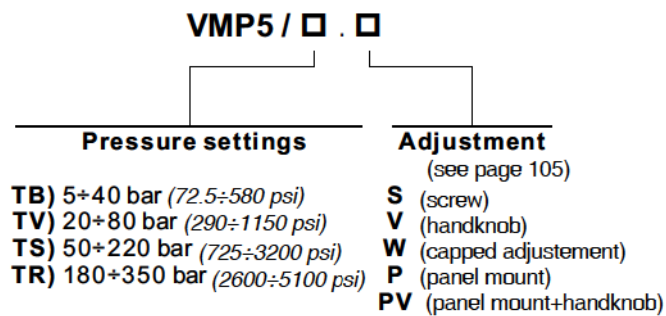 VMP5 / □ . □
Pressure settings
TB) 5÷40 bar (72.5÷580 psi)
TV) 20÷80 bar (290÷1150 psi)
TS) 50÷220 bar (725÷3200 psi)
TR) 180÷350 bar (2600÷5100 psi)
Adjustment
(see page 105)
S (screw)
V (handknob)
W (capped adjustement)
P (panel mount)
PV (panel mount+handknob)